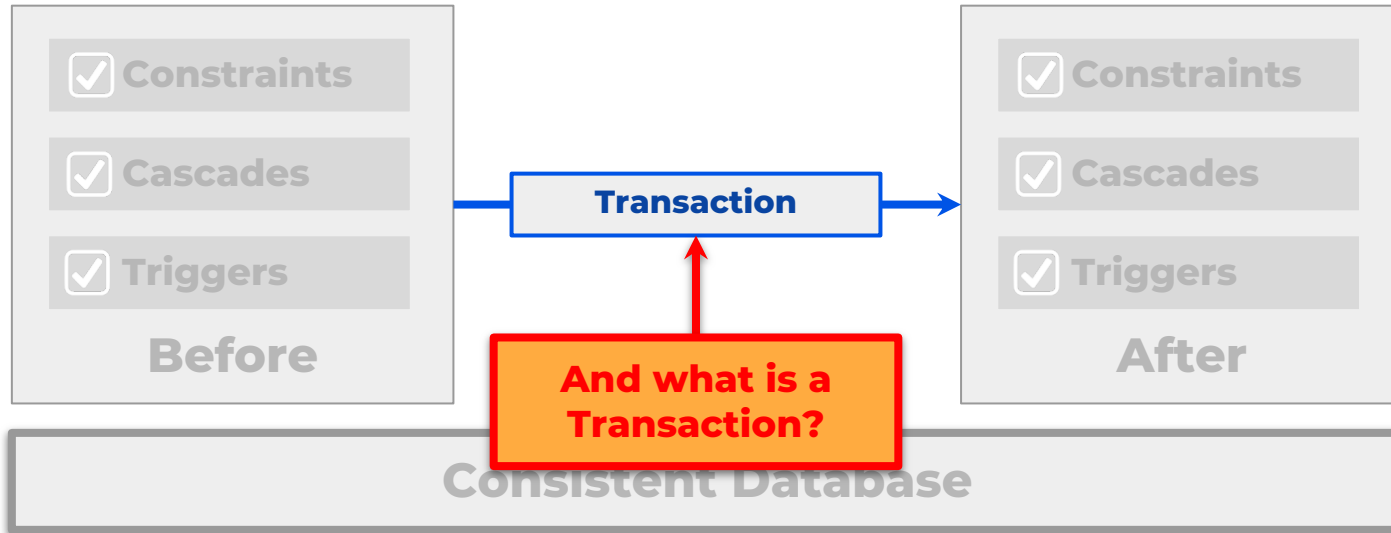 Constraints
Cascades
Triggers
Before
Transaction
And what is a
Transaction?
Constraints
Cascades
Triggers
After
Consistent Database